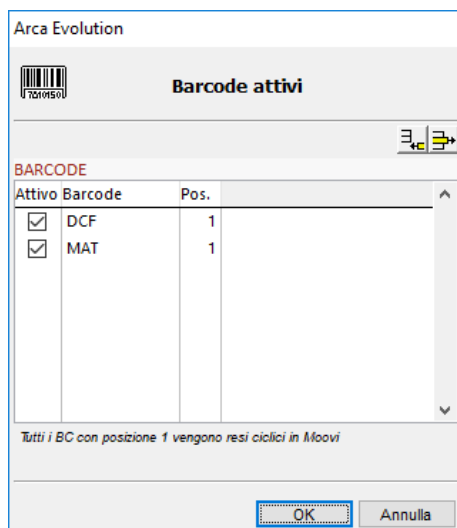 Arca Evolution
Barcode attivi
BARCODE
Attivo Barcode Pos.
DCF 1
MAT 1
Tutti i BC con posizione 1 vengono resi ciclici in Moovi
OK Annulla